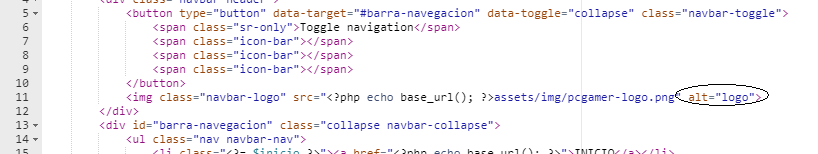 4 <div class="navbar-header">
5 <button type="button" data-target="#barra-navegacion" data-toggle="collapse" class="navbar-toggle">
6 <span class="sr-only">Toggle navigation</span>
7 <span class="icon-bar"></span>
8 <span class="icon-bar"></span>
9 <span class="icon-bar"></span>
10 </button>
11 <img class="navbar-logo" src="<?php echo base_url(); ?>assets/img/pcgamer-logo.png" alt="logo">
12 </div>
13 <div id="barra-navegacion" class="collapse navbar-collapse">
14 <ul class="nav navbar-nav">
15 <li class="<?= $inicio ?>"><a href="<?php echo base_url(); ?>">INICIO</a></li>